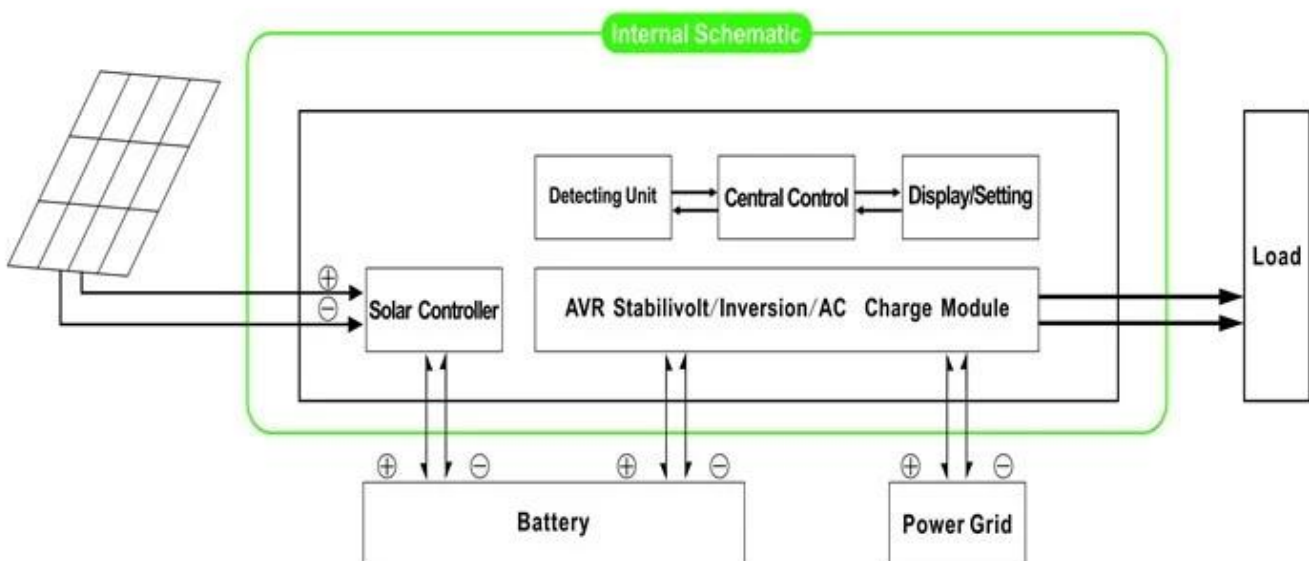 Internal Schematic
Detecting Unit
Central Control
Display/Setting
Load
⊕
⊖
Solar Controller
AVR Stabilivolt/Inversion/AC Charge Module
⊕ ⊖ ⊕ ⊖ ⊕ ⊖
Battery
Power Grid